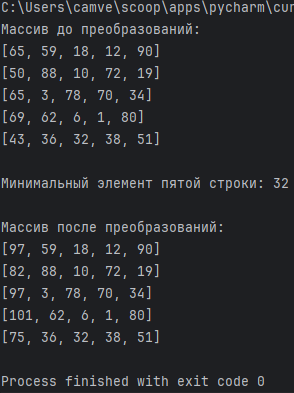 C:\Users\camve\scoop\apps\pycharm\cur
Массив до преобразований:
[65, 59, 18, 12, 90]
[50, 88, 10, 72, 19]
[65, 3, 78, 70, 34]
[69, 62, 6, 1, 80]
[43, 36, 32, 38, 51]
Минимальный элемент пятой строки: 32
Массив после преобразований:
[97, 59, 18, 12, 90]
[82, 88, 10, 72, 19]
[97, 3, 78, 70, 34]
[101, 62, 6, 1, 80]
[75, 36, 32, 38, 51]
Process finished with exit code 0